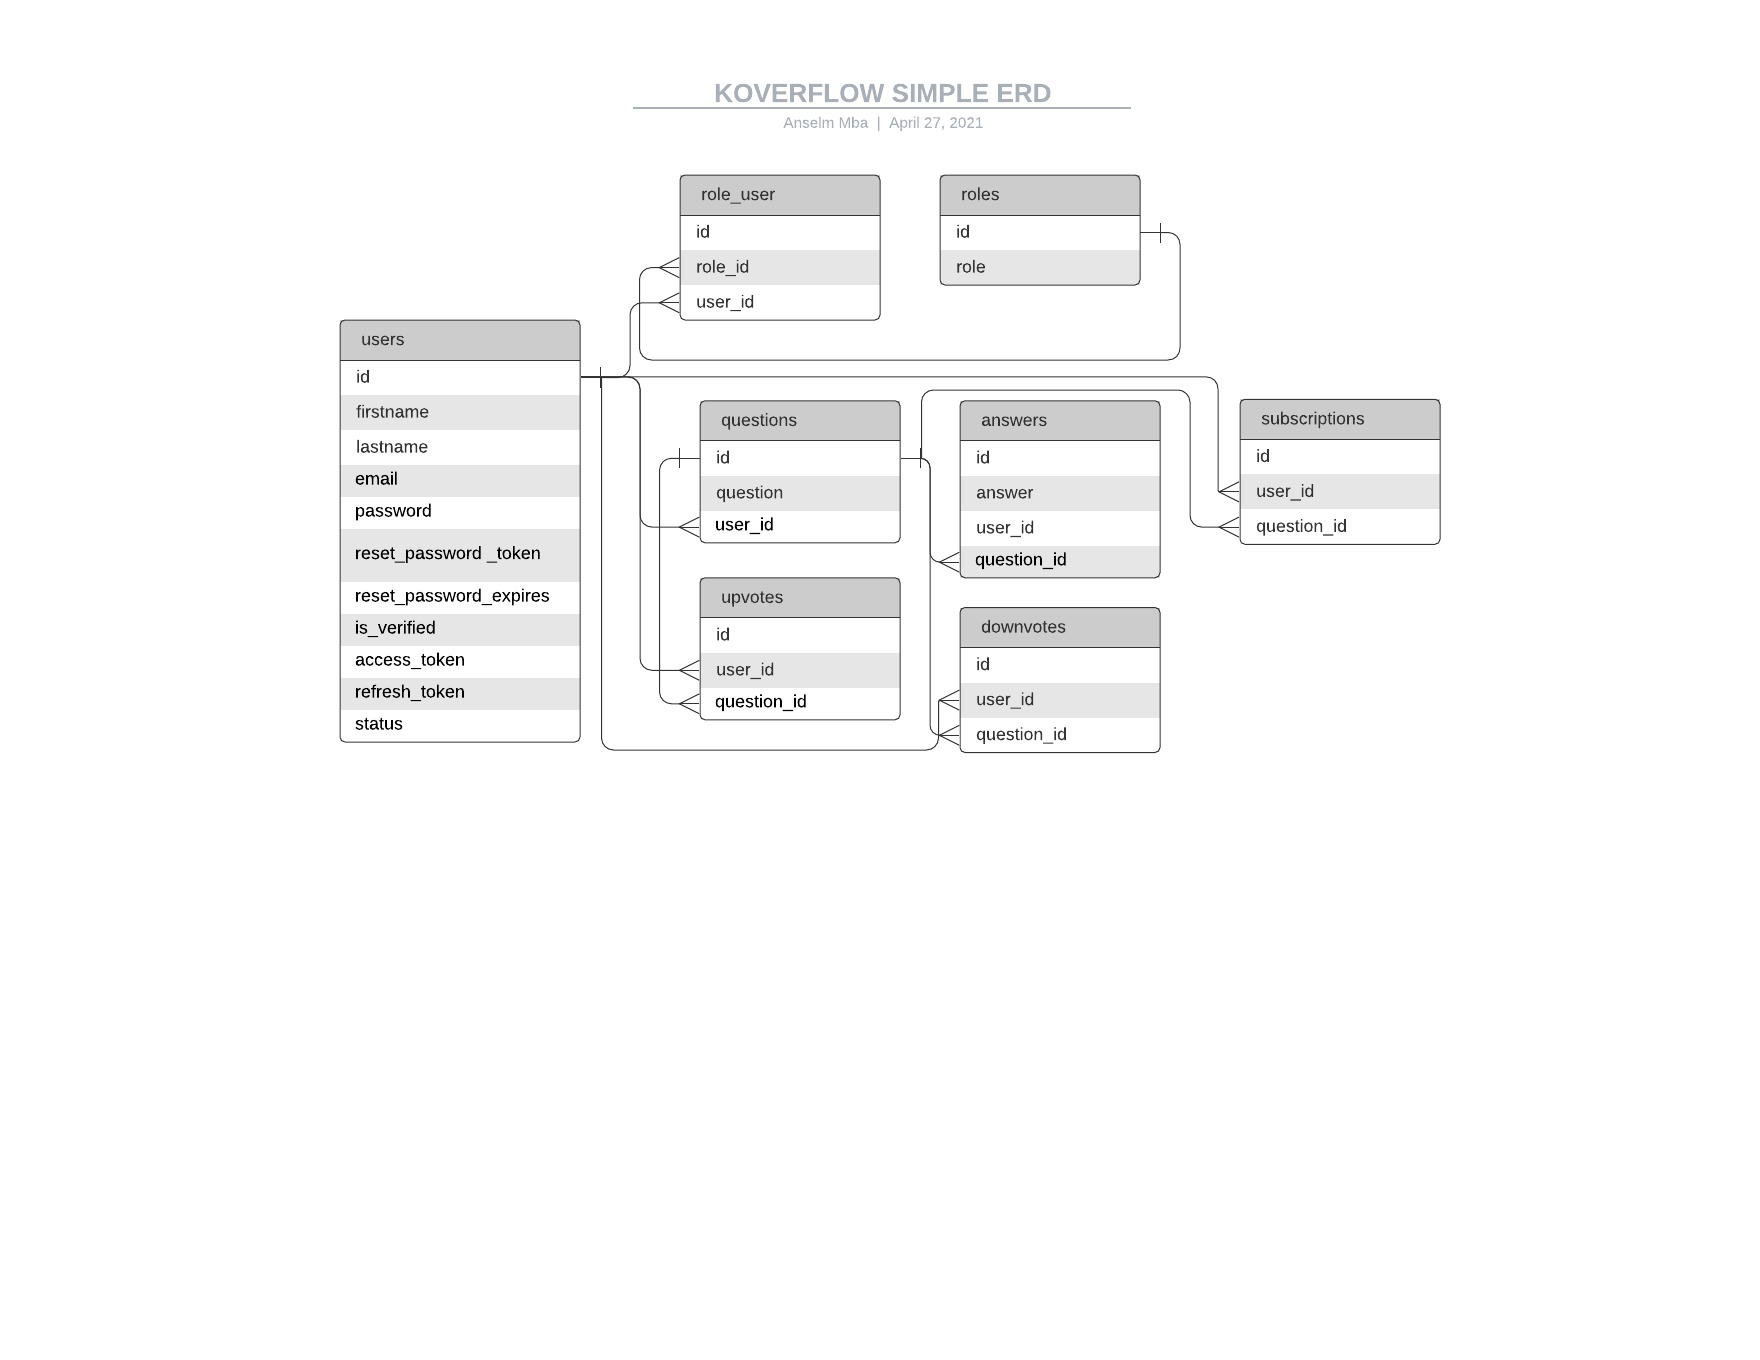 KOVERFLOW SIMPLE ERD
Anselm Mba | April 27, 2021
role_user
id
role_id
user_id
roles
id
role
users
id
firstname
lastname
email
password
reset_password _token
reset_password_expires
is_verified
access_token
refresh_token
status
questions
id
question
user_id
answers
id
answer
user_id
question_id
subscriptions
id
user_id
question_id
upvotes
id
user_id
question_id
downvotes
id
user_id
question_id